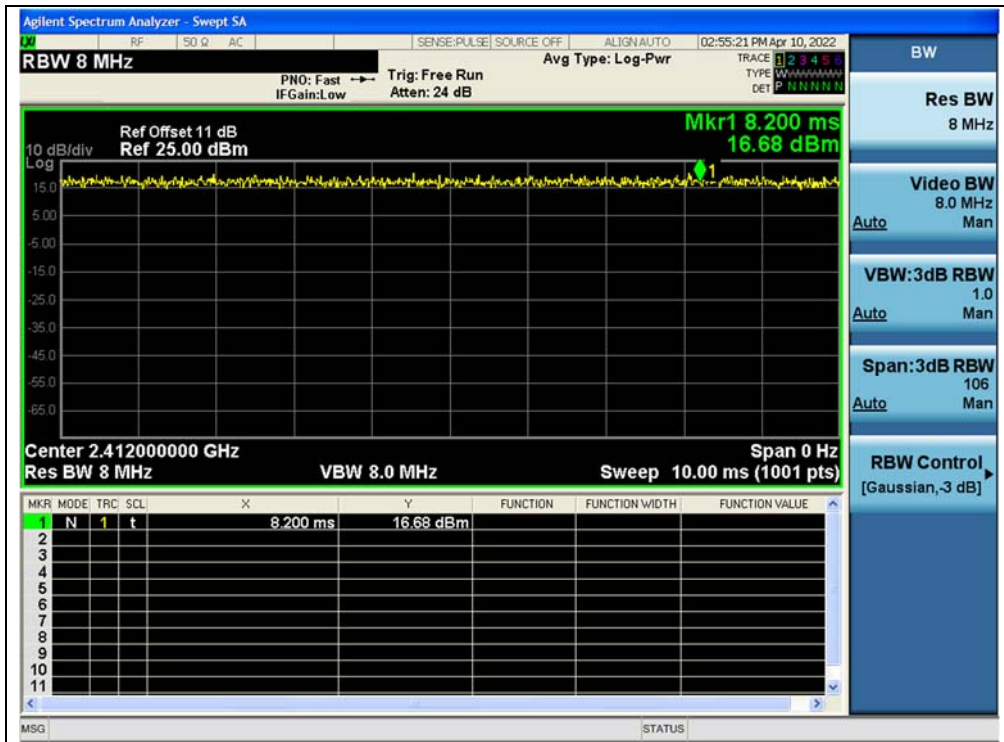 Agilent Spectrum Analyzer - Swept SA
LXI RF 50 Ω AC SENSE:PULSE SOURCE OFF ALIGN AUTO 02:55:21 PM Apr 10, 2022
RBW 8 MHz
PNO: Fast
IFGain:Low
Trig: Free Run
Atten: 24 dB
Avg Type: Log-Pwr
TRACE 1 2 3 4 5 6
TYPE W
DET P N N N N N
Mkr1 8.200 ms
16.68 dBm
Ref Offset 11 dB
10 dB/div Ref 25.00 dBm
Log
1
15.0
5.00
-5.00
-15.0
-25.0
-35.0
-45.0
-55.0
-65.0
Center 2.412000000 GHz Span 0 Hz
Res BW 8 MHz VBW 8.0 MHz Sweep 10.00 ms (1001 pts)
MKR MODE TRC SCL X Y FUNCTION FUNCTION WIDTH FUNCTION VALUE
1 N 1 t 8.200 ms 16.68 dBm
2
3
4
5
6
7
8
9
10
11
MSG STATUS
BW
Res BW
8 MHz
Video BW
8.0 MHz
Auto Man
VBW:3dB RBW
1.0
Auto Man
Span:3dB RBW
106
Auto Man
RBW Control
[Gaussian,-3 dB]